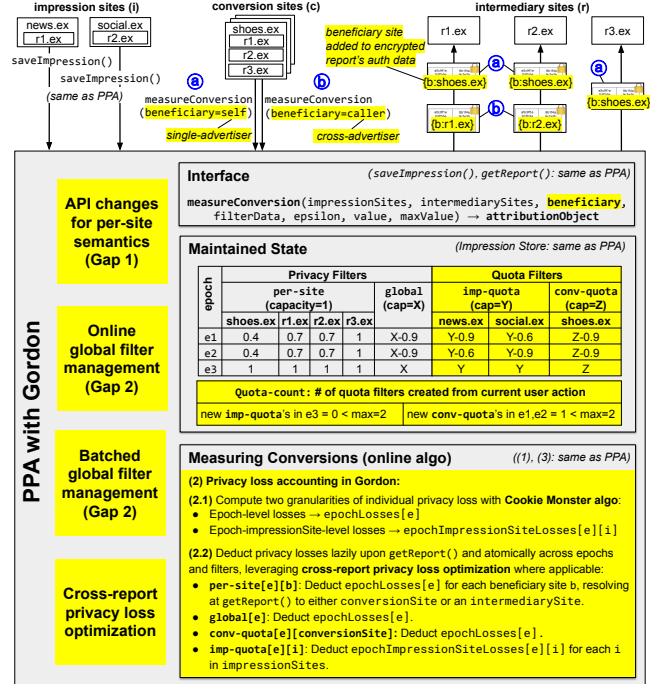 impression sites (i)
conversion sites (c)
intermediary sites (r)
news.ex
r1.ex
social.ex
r2.ex
shoes.ex
r1.ex
r2.ex
r3.ex
beneficiary site
added to encrypted
report's auth data
r1.ex
r2.ex
r3.ex
saveImpression()
saveImpression()
(same as PPA)
a
b
measureConversion
(beneficiary=self)
single-advertiser
measureConversion
(beneficiary=caller)
cross-advertiser
a
a
{b:shoes.ex}
{b:shoes.ex}
{b:shoes.ex}
b
{b:r1.ex}
{b:r2.ex}
PPA with Gordon
API changes
for per-site
semantics
(Gap 1)
Online
global filter
management
(Gap 2)
Batched
global filter
management
(Gap 2)
Cross-report
privacy loss
optimization
Interface
(saveImpression(), getReport(): same as PPA)
measureConversion(impressionSites, intermediarySites, beneficiary,
filterData, epsilon, value, maxValue) → attributionObject
Maintained State
(Impression Store: same as PPA)
epoch
Privacy Filters
Quota Filters
per-site
(capacity=1)
global
(cap=X)
imp-quota
(cap=Y)
conv-quota
(cap=Z)
shoes.ex r1.ex r2.ex r3.ex news.ex social.ex shoes.ex
e1 0.4 0.7 0.7 1 X-0.9 Y-0.9 Y-0.6 Z-0.9
e2 0.4 0.7 0.7 1 X-0.9 Y-0.6 Y-0.9 Z-0.9
e3 1 1 1 1 X Y Y Z
Quota-count: # of quota filters created from current user action
new imp-quota's in e3 = 0 < max=2
new conv-quota's in e1,e2 = 1 < max=2
Measuring Conversions (online algo)
((1), (3): same as PPA)
(2) Privacy loss accounting in Gordon:
(2.1) Compute two granularities of individual privacy loss with Cookie Monster algo:
● Epoch-level losses → epochLosses[e]
● Epoch-impressionSite-level losses → epochImpressionSiteLosses[e][i]
(2.2) Deduct privacy losses lazily upon getReport() and atomically across epochs
and filters, leveraging cross-report privacy loss optimization where applicable:
● per-site[e][b]: Deduct epochLosses[e] for each beneficiary site b, resolving
at getReport() to either conversionSite or an intermediarySite.
● global[e]: Deduct epochLosses[e].
● conv-quota[e][conversionSite]: Deduct epochLosses[e].
● imp-quota[e][i]: Deduct epochImpressionSiteLosses[e][i] for each i
in impressionSites.